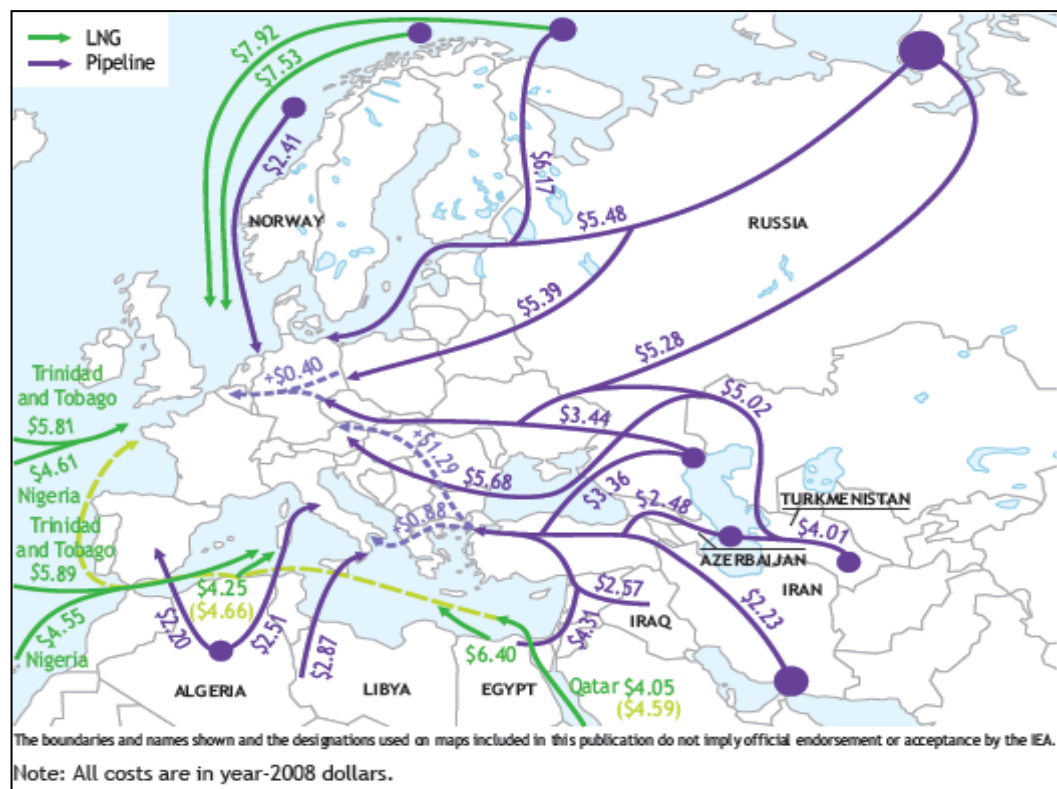 LNG
Pipeline
$7.92
$7.53
$2.41
$6.17
NORWAY
$5.48
RUSSIA
$5.39
$5.28
+$0.40
Trinidad
and Tobago
$5.81
$4.61
Nigeria
$5.02
$3.44
+$1.29
$5.68
$3.36
$2.48
TURKMENISTAN
$4.01
+$0.88
AZERBAIJAN
IRAN
Trinidad
and Tobago
$5.89
$4.25
($4.66)
$2.57
IRAQ
$2.23
$4.55
Nigeria
$2.20
$2.51
$2.87
$4.31
$6.40
ALGERIA
LIBYA
EGYPT
Qatar $4.05
($4.59)
The boundaries and names shown and the designations used on maps included in this publication do not imply official endorsement or acceptance by the IEA.
Note: All costs are in year-2008 dollars.